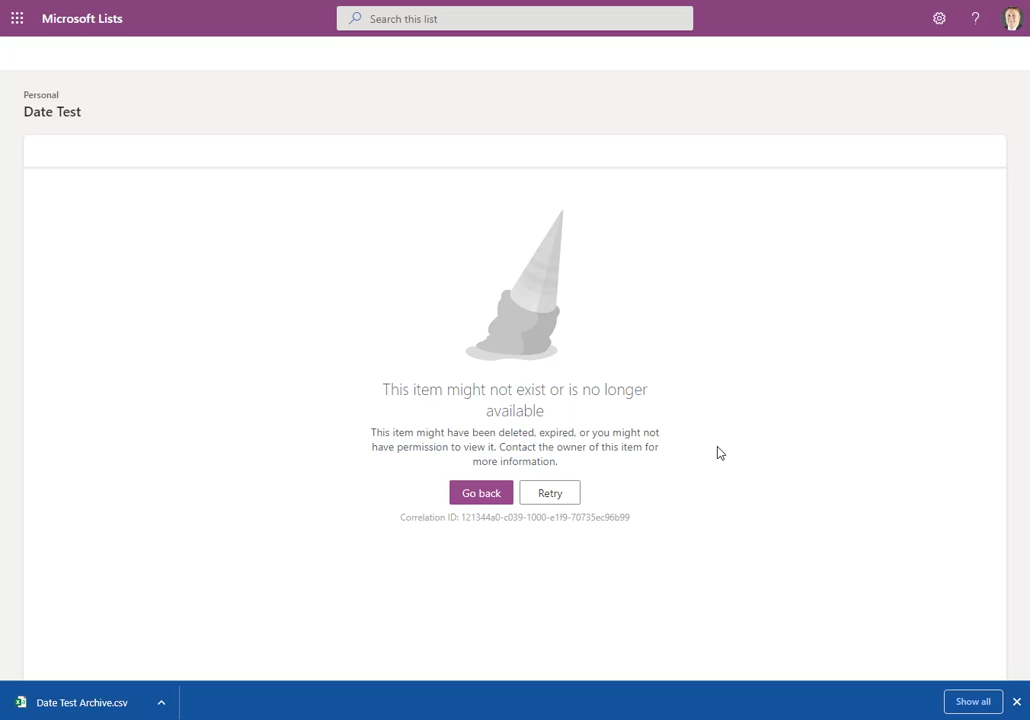 Microsoft Lists
Search this list
?
Personal
Date Test
This item might not exist or is no longer
available
This item might have been deleted, expired, or you might not
have permission to view it. Contact the owner of this item for
more information.
Go back
Retry
Correlation ID: 121344a0-c039-1000-e1f9-70735ec96b99
Date Test Archive.csv
Show all